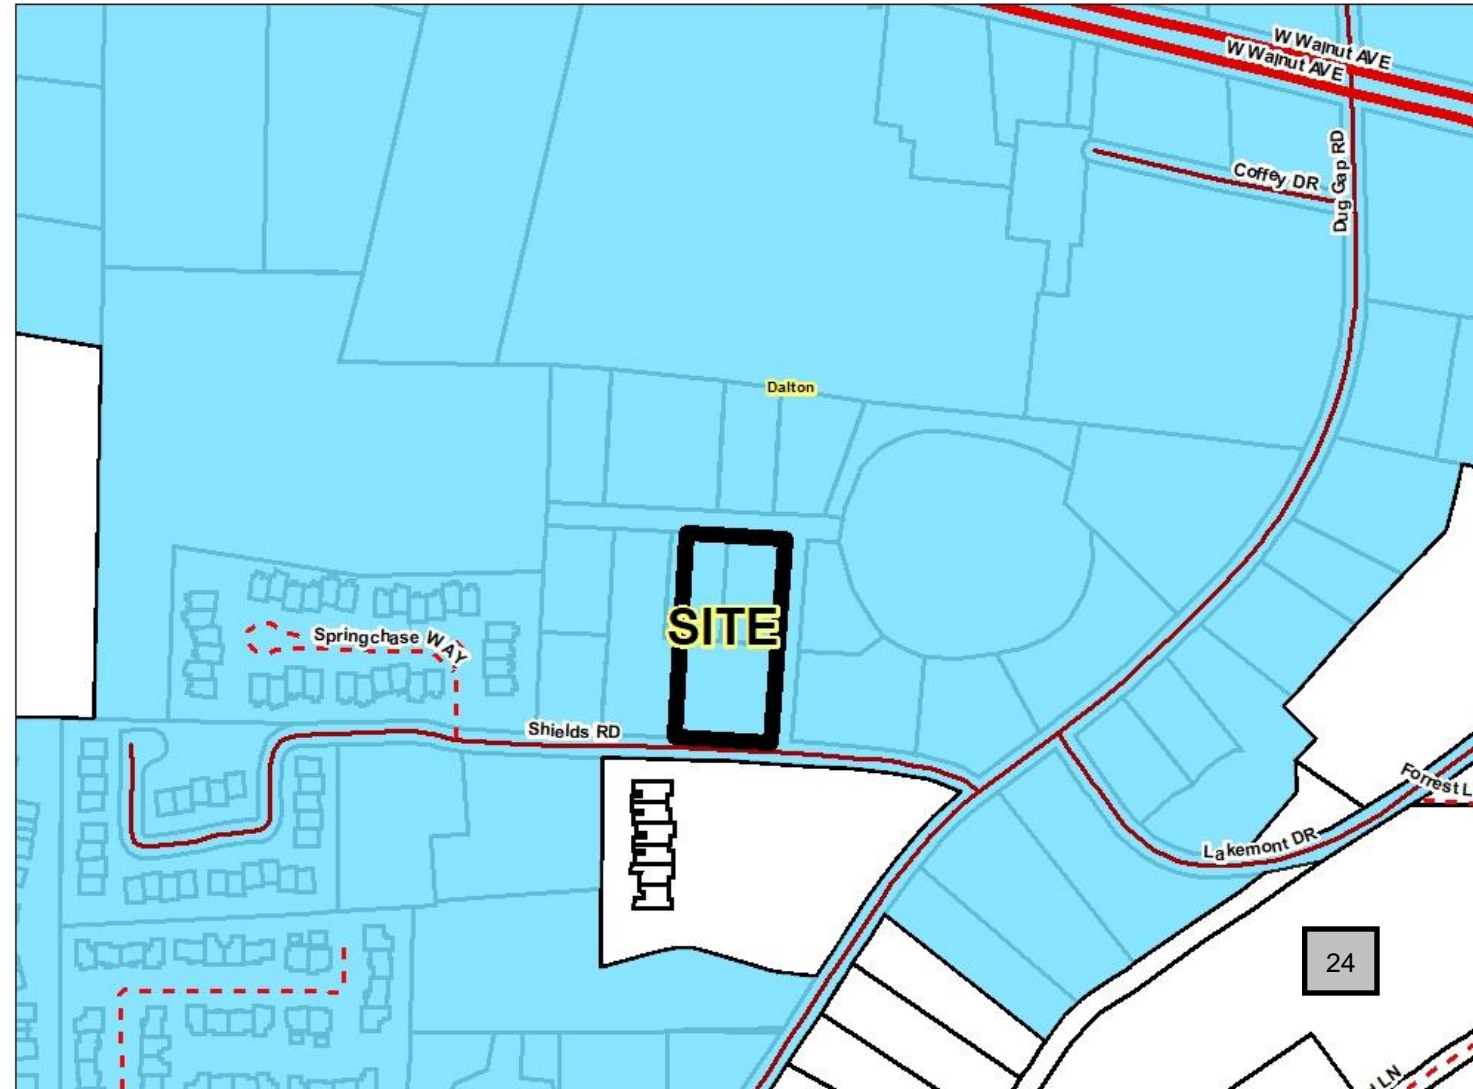 W Walnut AVE
W Walnut AVE
Dug Gap RD
Coffey DR
Dalton
SITE
Springchase WAY
Shields RD
Forrest L
Lakemont DR
24
LN